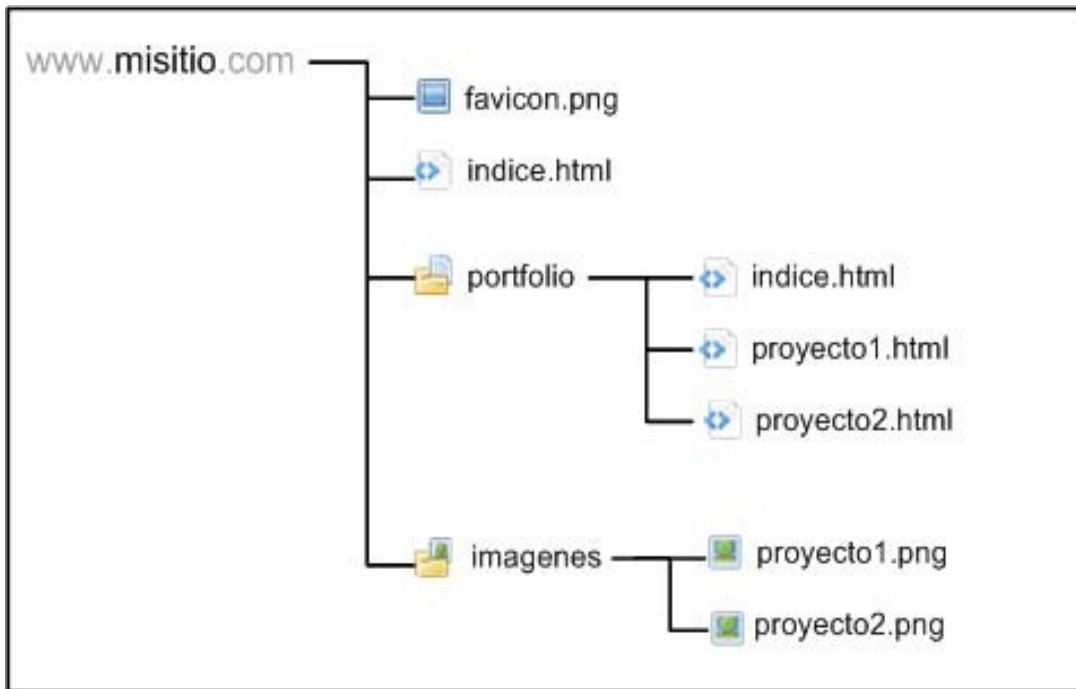 www.misitio.com
favicon.png
indice.html
portfolio
indice.html
proyecto1.html
proyecto2.html
imagenes
proyecto1.png
proyecto2.png